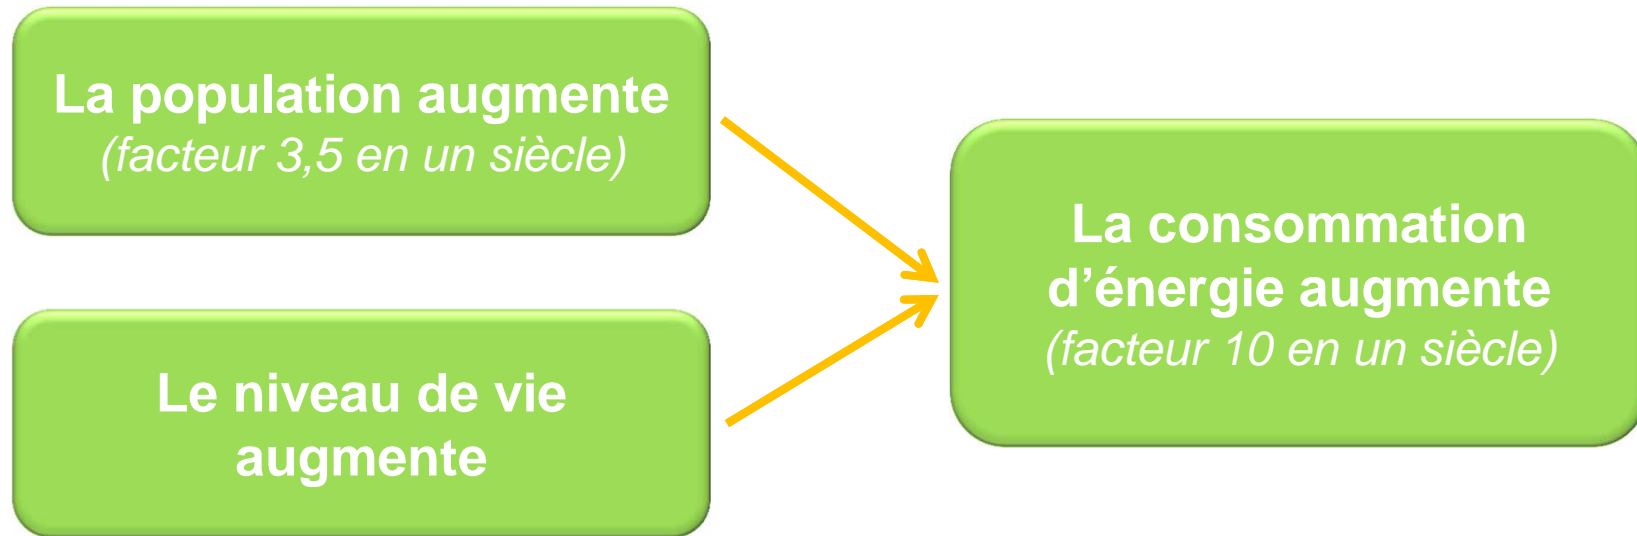 La population augmente
(facteur 3,5 en un siècle)
Le niveau de vie
augmente
La consommation
d’énergie augmente
(facteur 10 en un siècle)